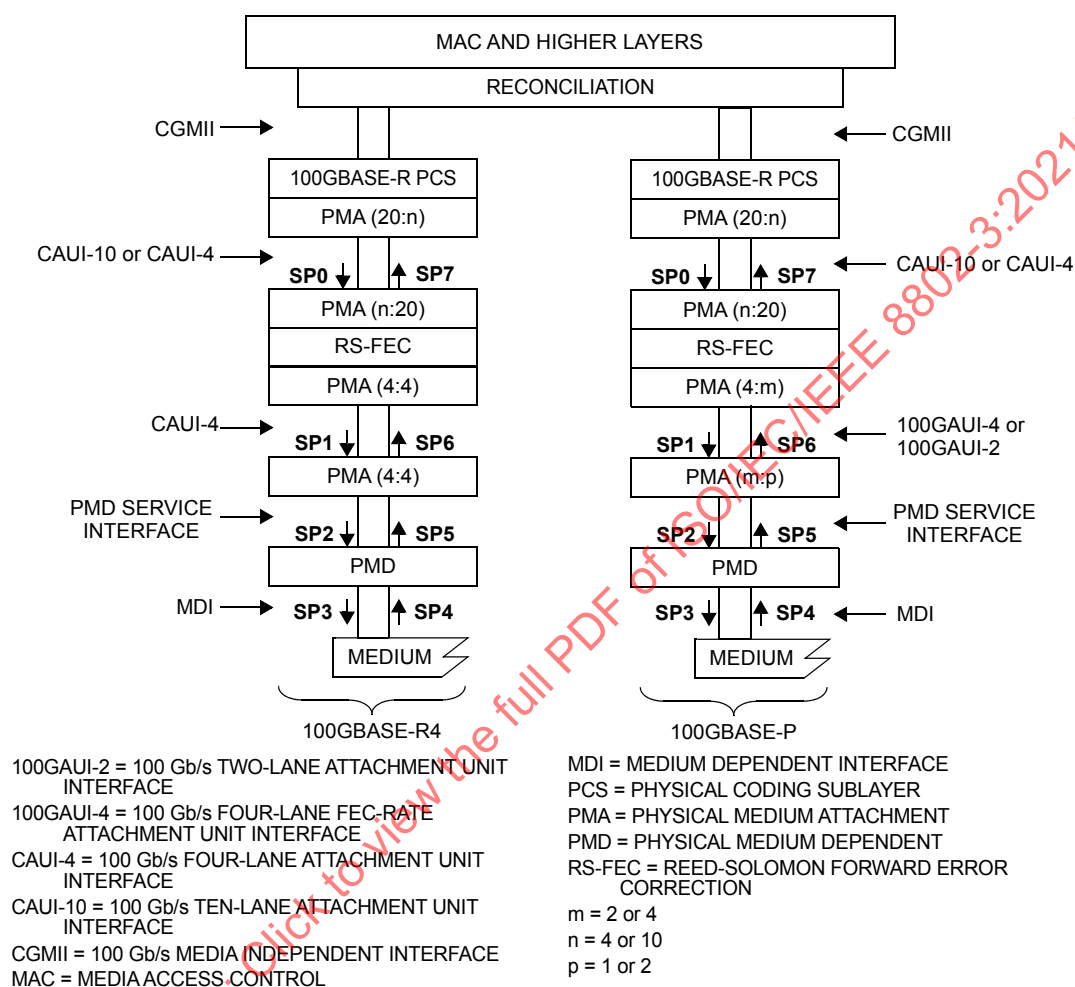 MAC AND HIGHER LAYERS
RECONCILIATION
CGMII
CGMII
100GBASE-R PCS
PMA (20:n)
100GBASE-R PCS
PMA (20:n)
CAUI-10 or CAUI-4
SP0
SP7
SP0
SP7
CAUI-10 or CAUI-4
PMA (n:20)
RS-FEC
PMA (4:4)
PMA (n:20)
RS-FEC
PMA (4:m)
CAUI-4
SP1
SP6
SP1
SP6
100GAUI-4 or
100GAUI-2
PMA (4:4)
PMA (m:p)
PMD SERVICE
INTERFACE
SP2
SP5
SP2
SP5
PMD SERVICE
INTERFACE
PMD
PMD
MDI
SP3
SP4
SP3
SP4
MDI
MEDIUM
MEDIUM
100GBASE-R4
100GBASE-P
100GAUI-2 = 100 Gb/s TWO-LANE ATTACHMENT UNIT
INTERFACE
100GAUI-4 = 100 Gb/s FOUR-LANE FEC-RATE
ATTACHMENT UNIT INTERFACE
CAUI-4 = 100 Gb/s FOUR-LANE ATTACHMENT UNIT
INTERFACE
CAUI-10 = 100 Gb/s TEN-LANE ATTACHMENT UNIT
INTERFACE
CGMII = 100 Gb/s MEDIA INDEPENDENT INTERFACE
MAC = MEDIA ACCESS CONTROL
MDI = MEDIUM DEPENDENT INTERFACE
PCS = PHYSICAL CODING SUBLAYER
PMA = PHYSICAL MEDIUM ATTACHMENT
PMD = PHYSICAL MEDIUM DEPENDENT
RS-FEC = REED-SOLOMON FORWARD ERROR
CORRECTION
m = 2 or 4
n = 4 or 10
p = 1 or 2
Click to view the full PDF of ISO/IEC/IEEE 8802-3:2021